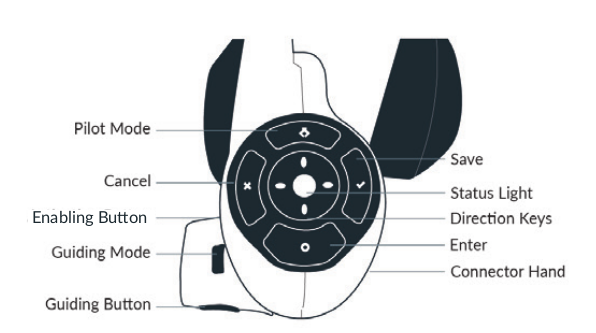 Pilot Mode
Cancel
Enabling Button
Guiding Mode
Guiding Button
Save
Status Light
Direction Keys
Enter
Connector Hand